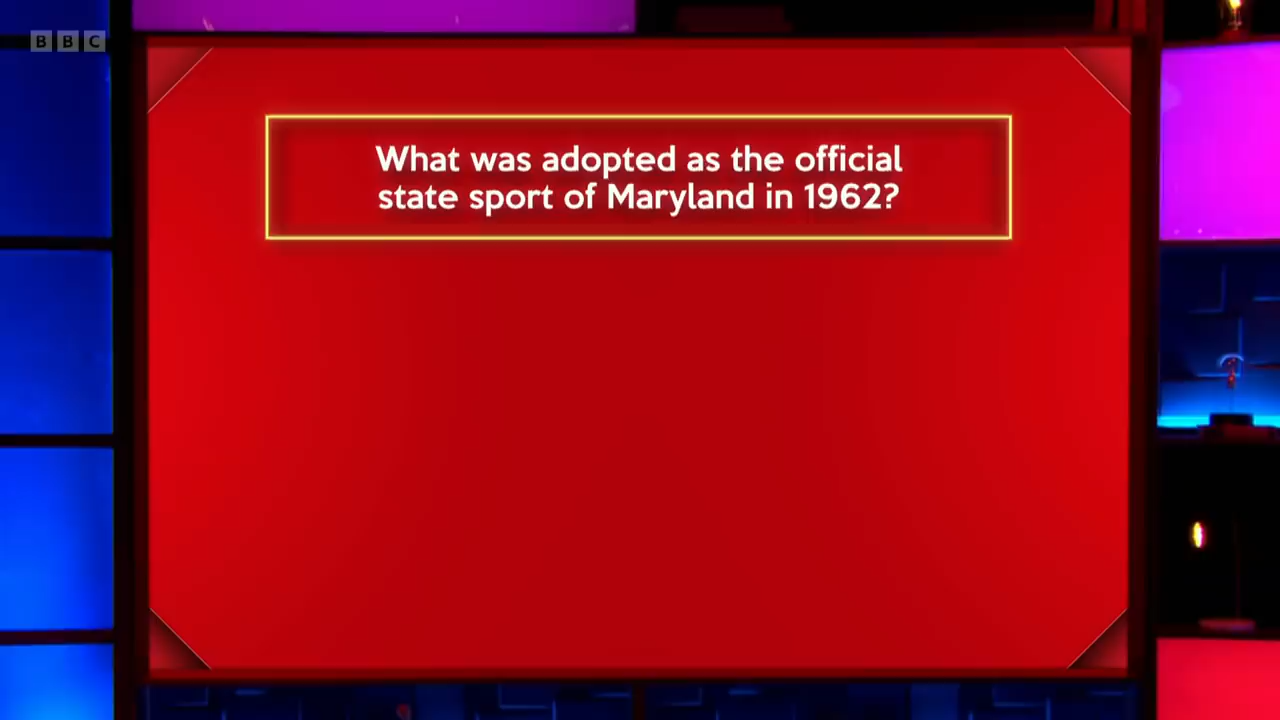 BBC
What was adopted as the official
state sport of Maryland in 1962?